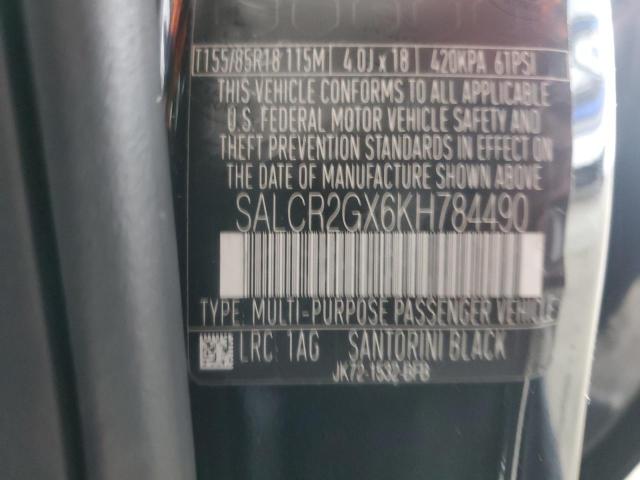 T155/85R18 115M 4.0J x 18 420KPA 61PSI
THIS VEHICLE CONFORMS TO ALL APPLICABLE
U.S. FEDERAL MOTOR VEHICLE SAFETY AND
THEFT PREVENTION STANDARDS IN EFFECT ON
THE DATE OF MANUFACTURE SHOWN ABOVE
SALCR2GX6KH784490
TYPE: MULTI-PURPOSE PASSENGER VEHICLE
LRC: 1AG SANTORINI BLACK
JK72-1532-BFB